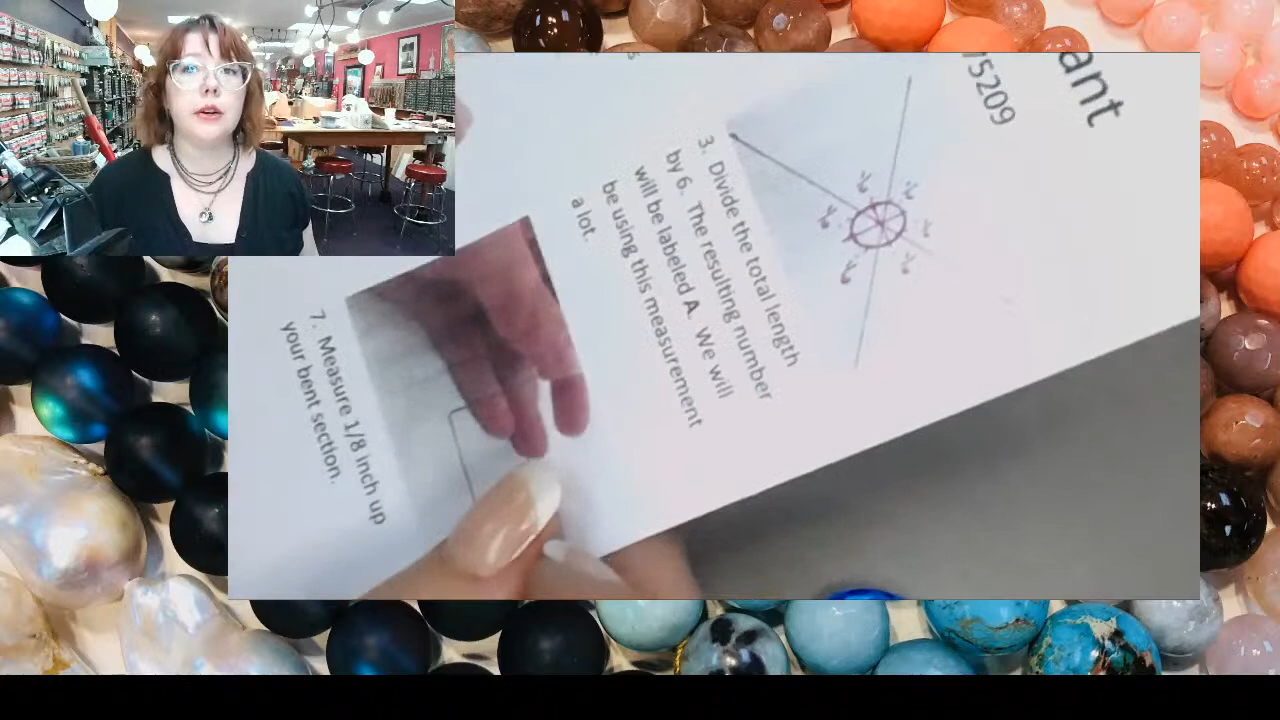 ant
75209
3. Divide the total length
by 6. The resulting number
will be labeled A. We will
be using this measurement
a lot.
7. Measure 1/8 inch up
your bent section.